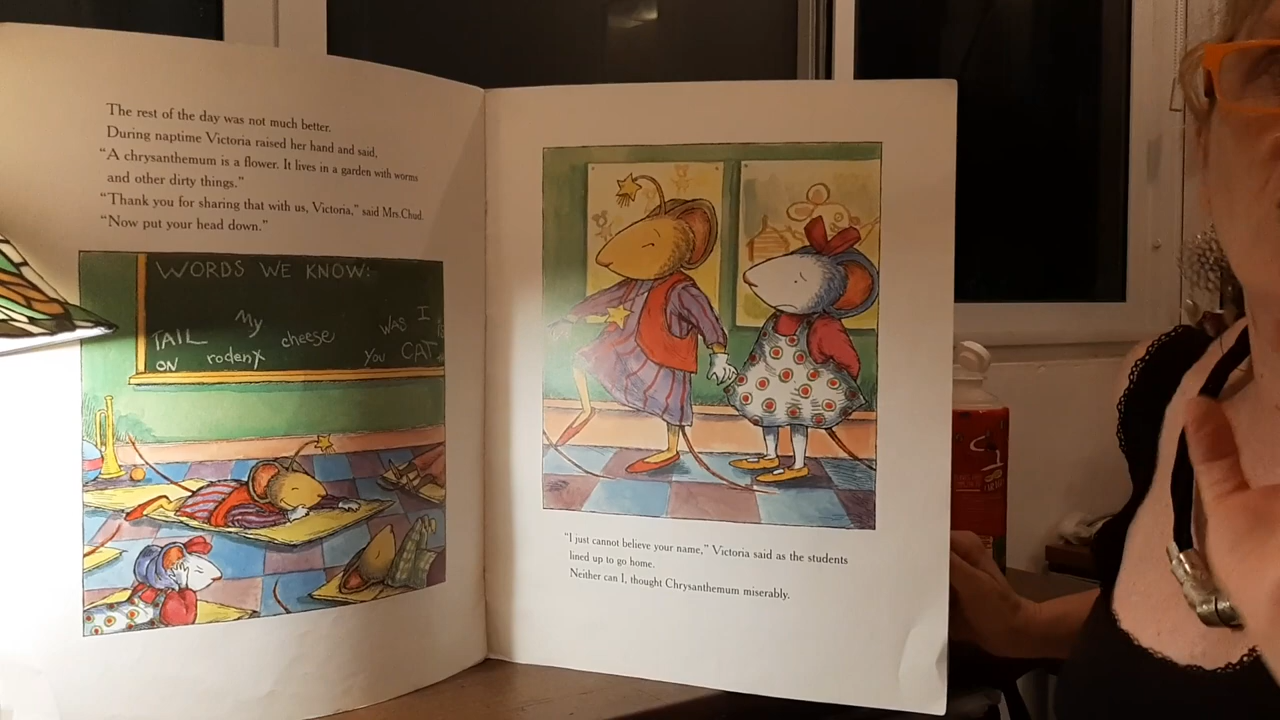 The rest of the day was not much better.
During naptime Victoria raised her hand and said,
“A chrysanthemum is a flower. It lives in a garden with worms
and other dirty things.”
“Thank you for sharing that with us, Victoria,” said Mrs. Chud.
“Now put your head down.”
WORDS WE KNOW:
My WAS I
TAIL cheese
ON rodent You CAT
“I just cannot believe your name,” Victoria said as the students
lined up to go home.
Neither can I, thought Chrysanthemum miserably.